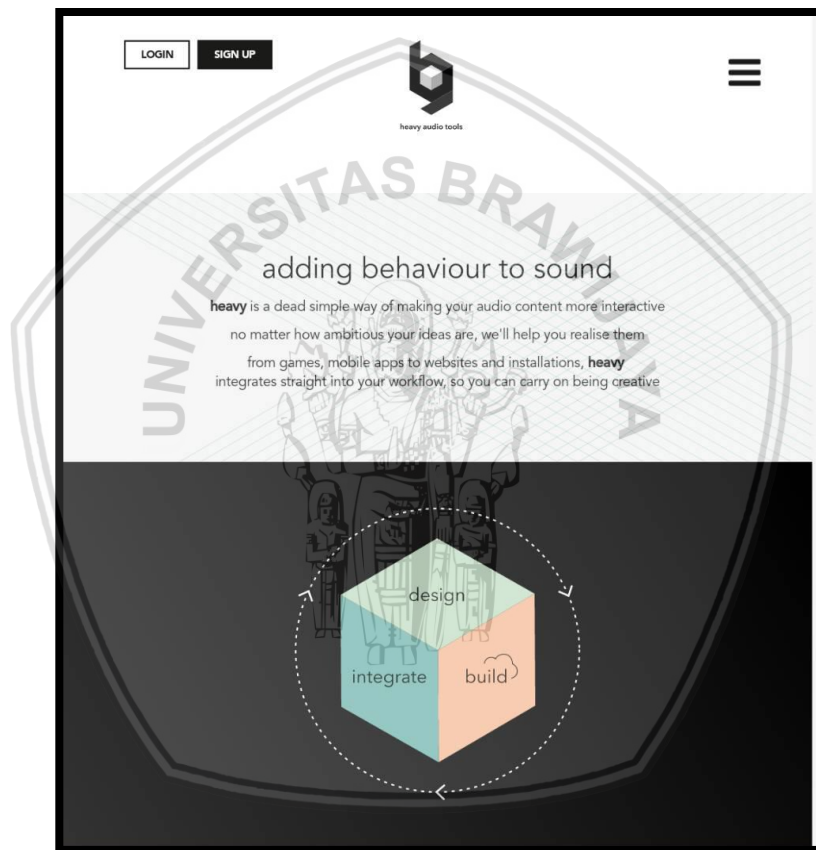 LOGIN
SIGN UP
heavy audio tools
UNIVERSITAS BRAWIJAYA
adding behaviour to sound
heavy is a dead simple way of making your audio content more interactive
no matter how ambitious your ideas are, we'll help you realise them
from games, mobile apps to websites and installations, heavy
integrates straight into your workflow, so you can carry on being creative
design
integrate
build